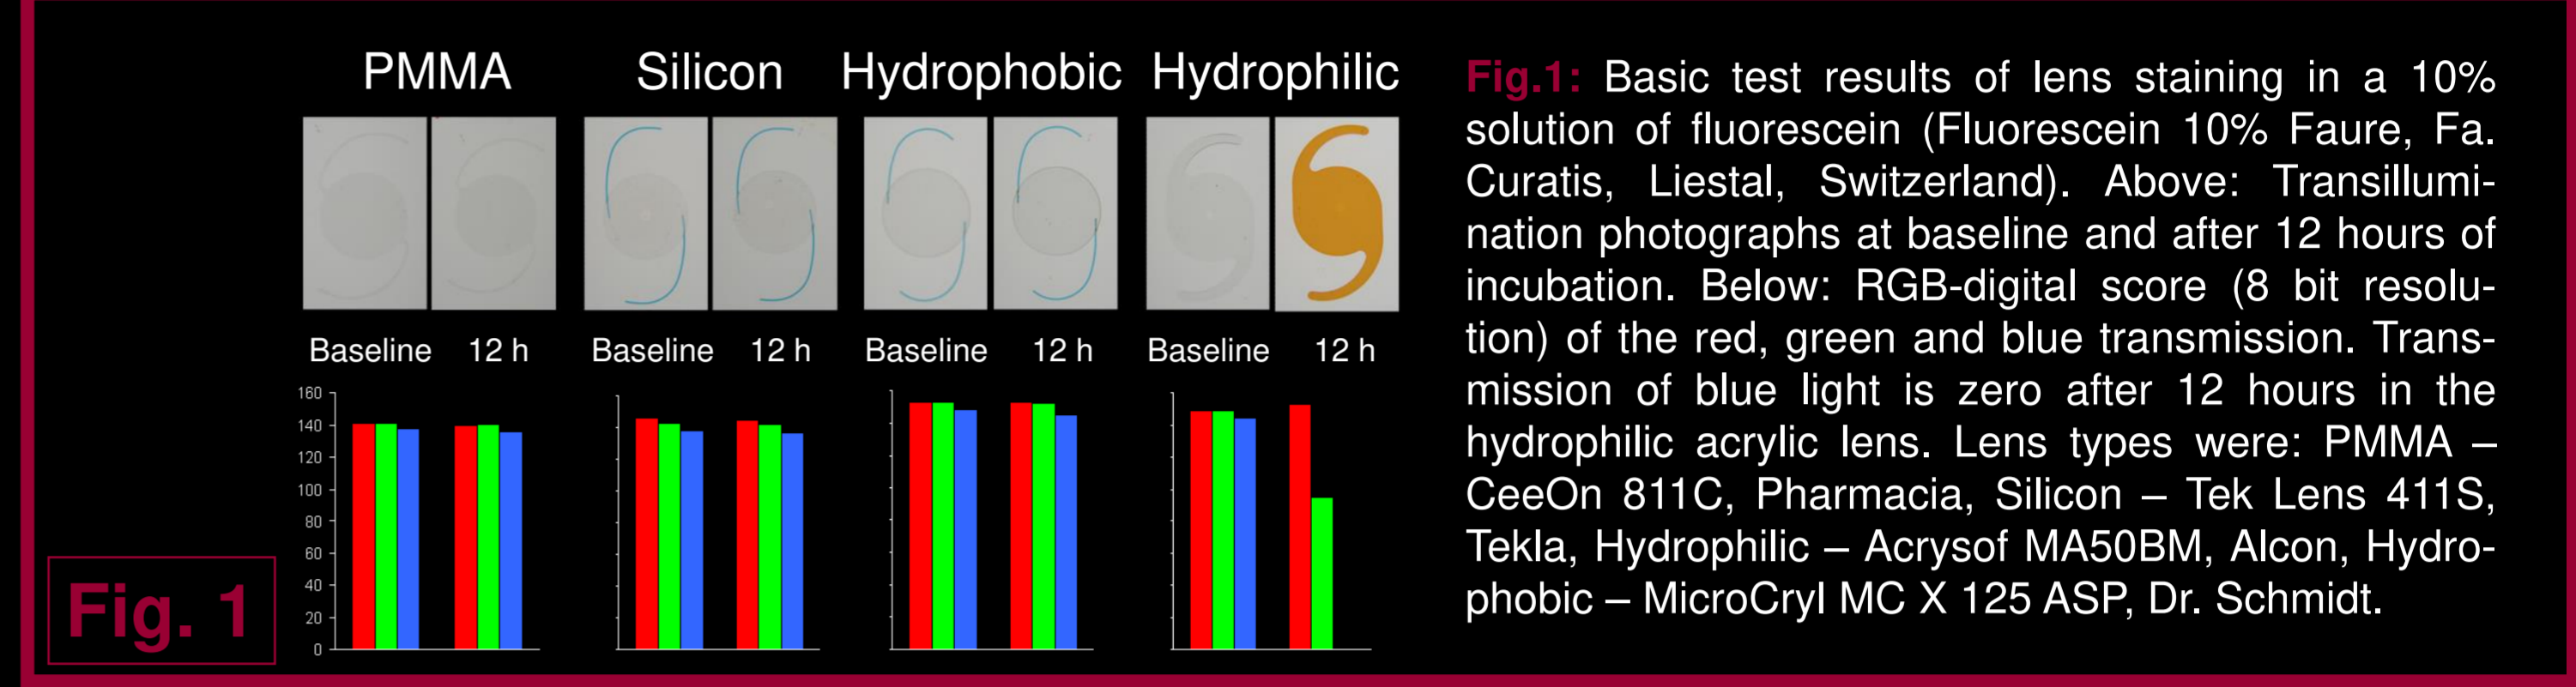 PMMA Silicon Hydrophobic Hydrophilic
Baseline 12 h Baseline 12 h Baseline 12 h Baseline 12 h
160
140
120
100
80
60
40
20
0
Fig. 1
Fig.1: Basic test results of lens staining in a 10%
solution of fluorescein (Fluorescein 10% Faure, Fa.
Curatis, Liestal, Switzerland). Above: Transillumi-
nation photographs at baseline and after 12 hours of
incubation. Below: RGB-digital score (8 bit resolu-
tion) of the red, green and blue transmission. Trans-
mission of blue light is zero after 12 hours in the
hydrophilic acrylic lens. Lens types were: PMMA –
CeeOn 811C, Pharmacia, Silicon – Tek Lens 411S,
Tekla, Hydrophilic – Acrysof MA50BM, Alcon, Hydro-
phobic – MicroCryl MC X 125 ASP, Dr. Schmidt.